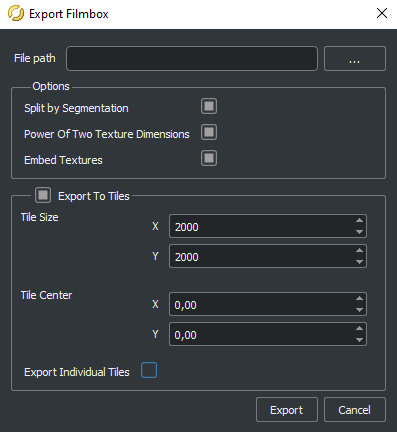 Export Filmbox
File path
...
Options
Split by Segmentation
Power Of Two Texture Dimensions
Embed Textures
Export To Tiles
Tile Size
X 2000
Y 2000
Tile Center
X 0,00
Y 0,00
Export Individual Tiles
Export Cancel